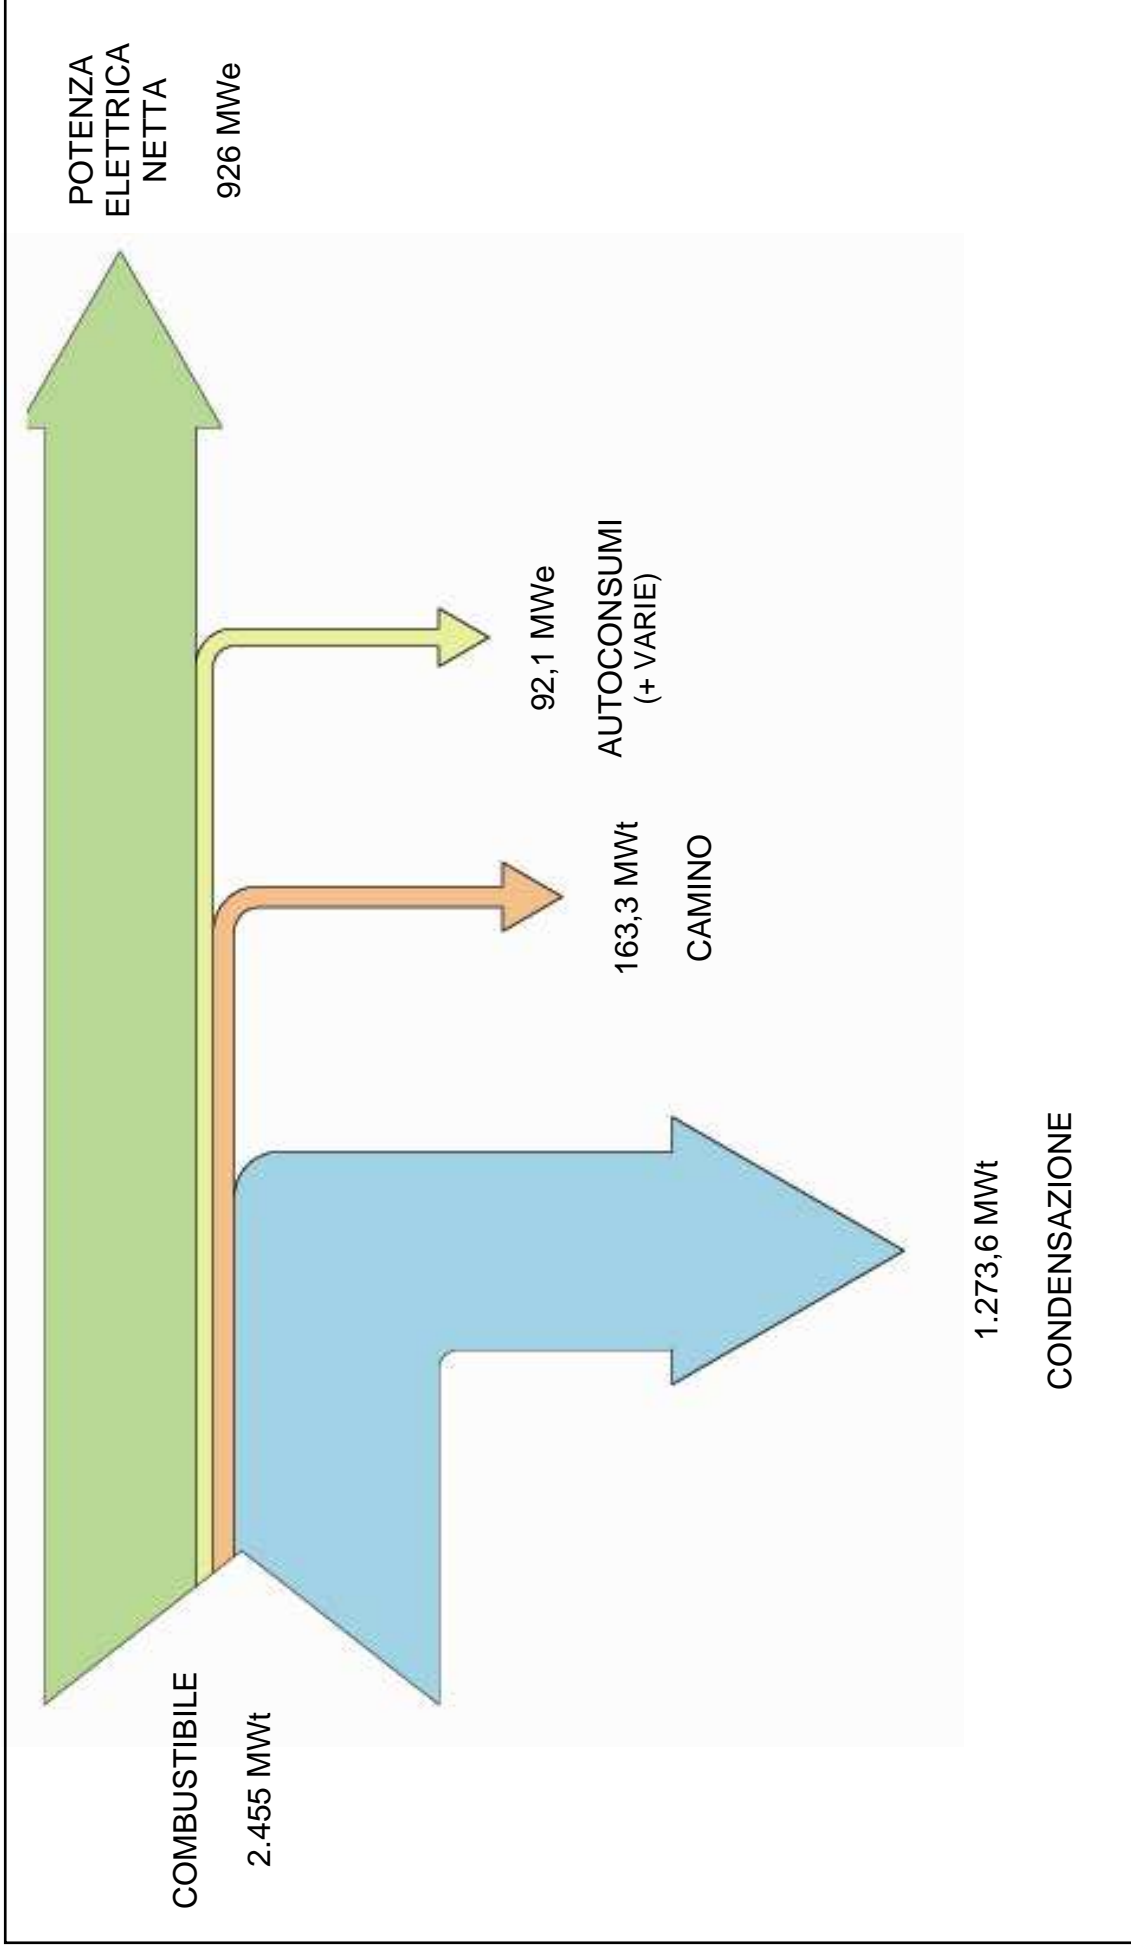 COMBUSTIBILE
2.455 MWt
POTENZA
ELETTRICA
NETTA
926 MWe
92,1 MWe
AUTOCONSUMI
(+ VARIE)
163,3 MWt
CAMINO
1.273,6 MWt
CONDENSAZIONE